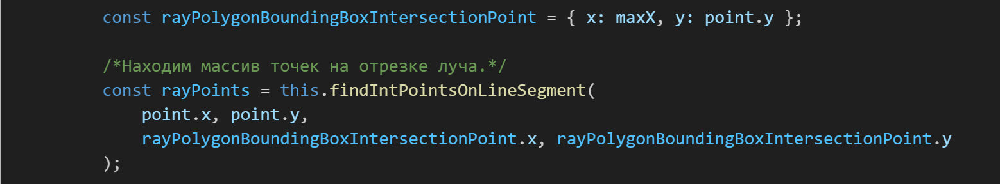 const rayPolygonBoundingBoxIntersectionPoint = { x: maxX, y: point.y };
/*Находим массив точек на отрезке луча.*/
const rayPoints = this.findIntPointsOnLineSegment(
point.x, point.y,
rayPolygonBoundingBoxIntersectionPoint.x, rayPolygonBoundingBoxIntersectionPoint.y
);